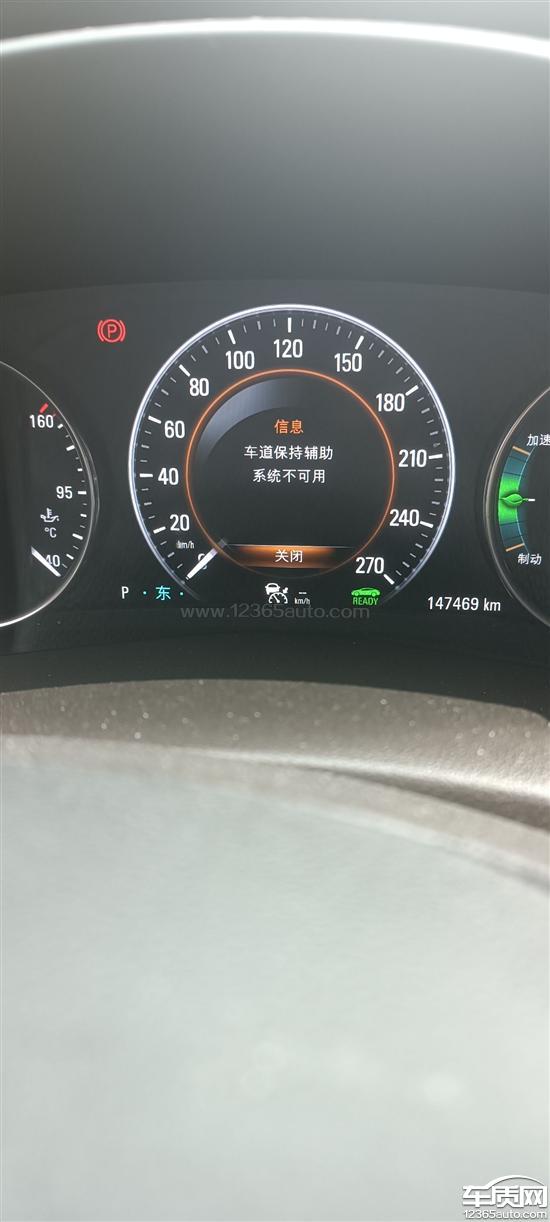 P
100 120 150
80 180
160 60 210
95 40 240
°C 20 270
40 km/h
信息
车道保持辅助
系统不可用
关闭
加速
制动
P · 东 · -- km/h READY 147469 km
www.12365auto.com
车质网
12365auto.com